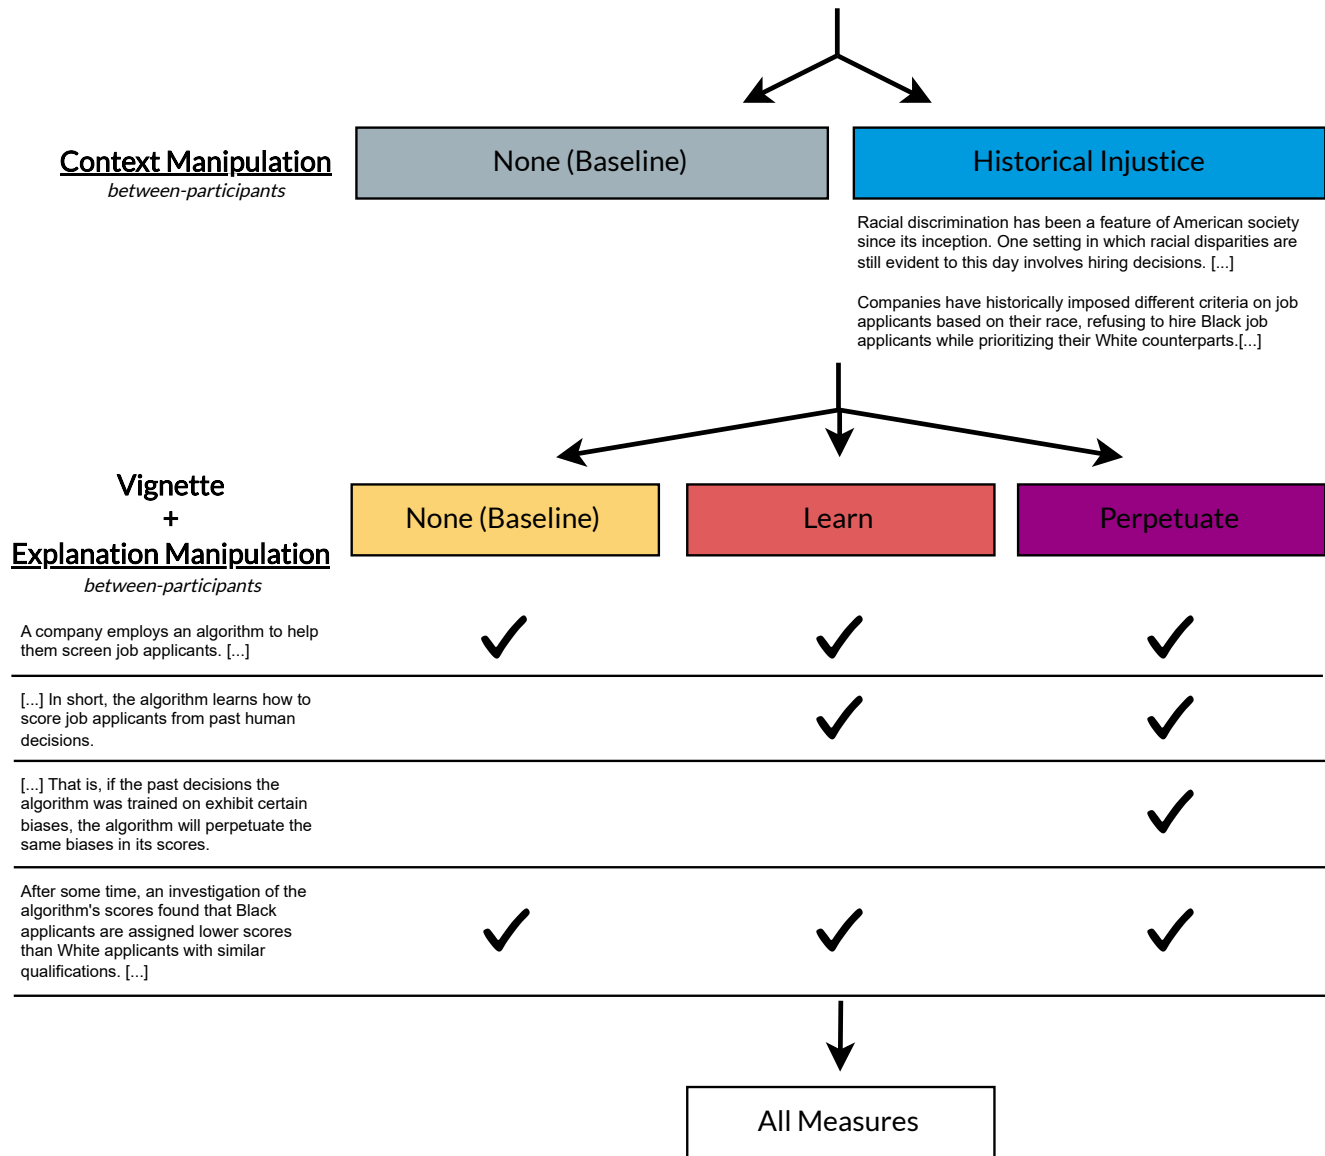 Context Manipulation
between-participants
None (Baseline)
Historical Injustice
Racial discrimination has been a feature of American society
since its inception. One setting in which racial disparities are
still evident to this day involves hiring decisions. [...]
Companies have historically imposed different criteria on job
applicants based on their race, refusing to hire Black job
applicants while prioritizing their White counterparts.[...]
Vignette
+
Explanation Manipulation
between-participants
None (Baseline)
Learn
Perpetuate
A company employs an algorithm to help
them screen job applicants. [...]
[...] In short, the algorithm learns how to
score job applicants from past human
decisions.
[...] That is, if the past decisions the
algorithm was trained on exhibit certain
biases, the algorithm will perpetuate the
same biases in its scores.
After some time, an investigation of the
algorithm's scores found that Black
applicants are assigned lower scores
than White applicants with similar
qualifications. [...]
All Measures